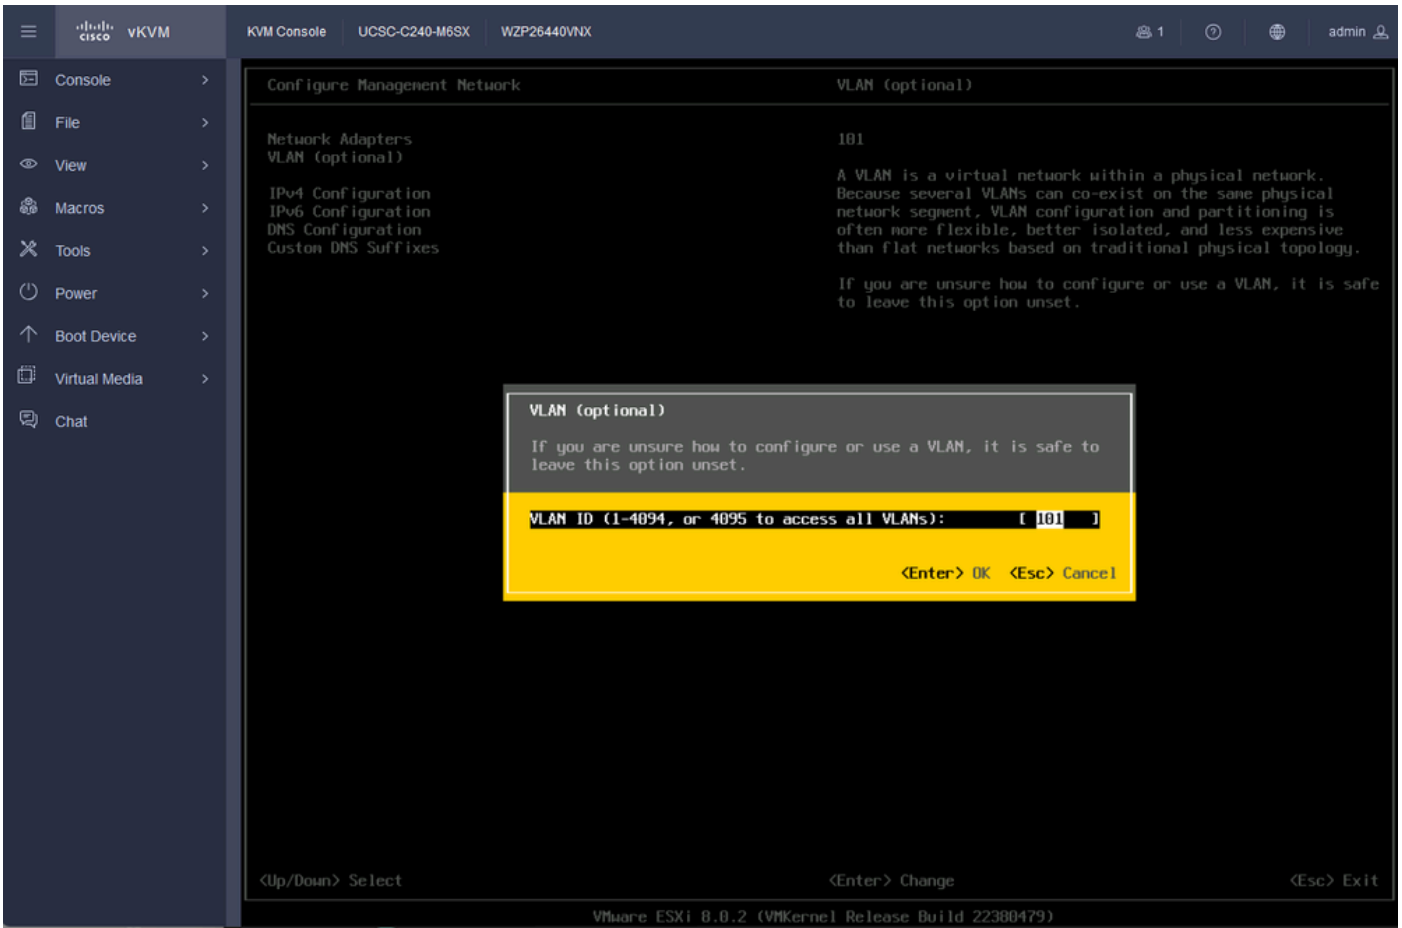 cisco vKVM KVM Console UCSC-C240-M6SX WZP26440VNX 1 admin
Console
File
View
Macros
Tools
Power
Boot Device
Virtual Media
Chat
Configure Management Network VLAN (optional)
Network Adapters 101
VLAN (optional)
A VLAN is a virtual network within a physical network.
IPv4 Configuration Because several VLANs can co-exist on the same physical
IPv6 Configuration network segment, VLAN configuration and partitioning is
DNS Configuration often more flexible, better isolated, and less expensive
Custom DNS Suffixes than flat networks based on traditional physical topology.
If you are unsure how to configure or use a VLAN, it is safe
to leave this option unset.
VLAN (optional)
If you are unsure how to configure or use a VLAN, it is safe to
leave this option unset.
VLAN ID (1-4094, or 4095 to access all VLANs): [ 101 ]
<Enter> OK <Esc> Cancel
<Up/Down> Select <Enter> Change <Esc> Exit
VMware ESXi 8.0.2 (VMKernel Release Build 22380479)